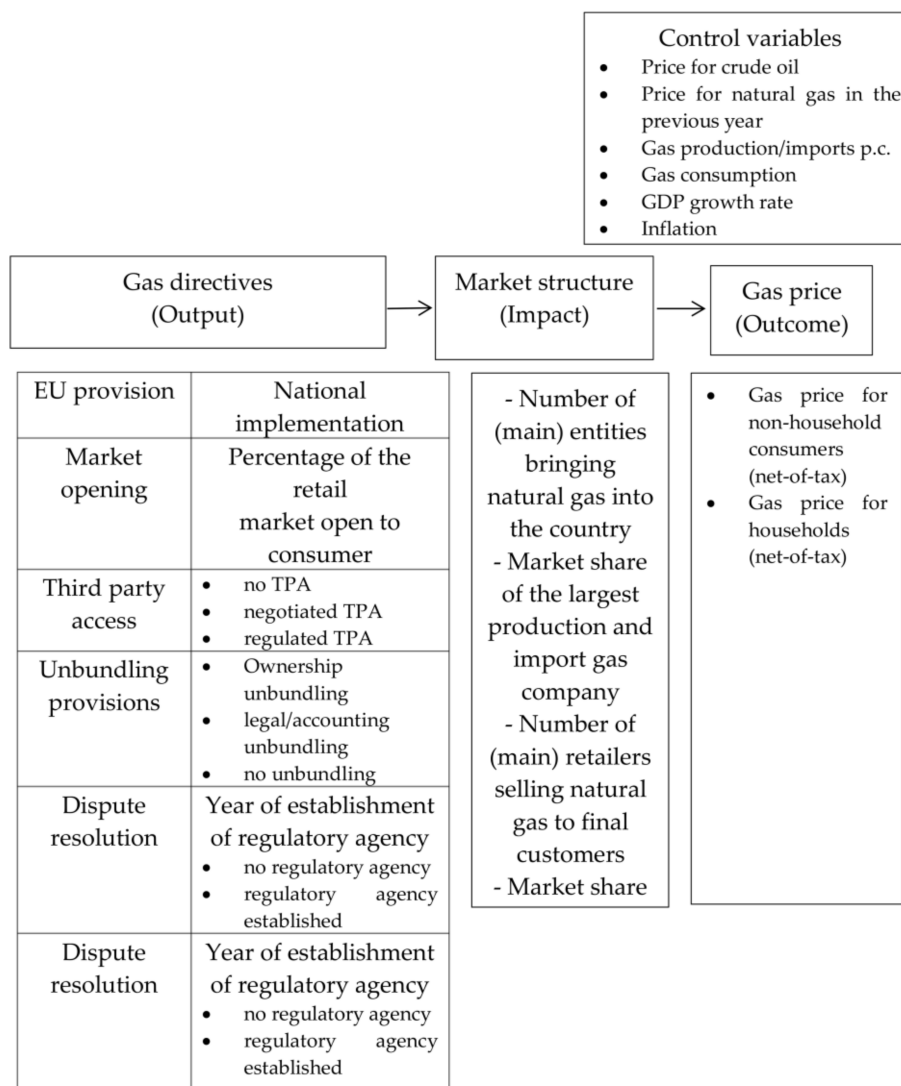 Control variables
• Price for crude oil
• Price for natural gas in the
previous year
• Gas production/imports p.c.
• Gas consumption
• GDP growth rate
• Inflation
Gas directives
(Output)
Market structure
(Impact)
Gas price
(Outcome)
EU provision
National
implementation
Market
opening
Percentage of the
retail
market open to
consumer
Third party
access
• no TPA
• negotiated TPA
• regulated TPA
Unbundling
provisions
• Ownership
unbundling
• legal/accounting
unbundling
• no unbundling
Dispute
resolution
Year of establishment
of regulatory agency
• no regulatory agency
• regulatory agency
established
Dispute
resolution
Year of establishment
of regulatory agency
• no regulatory agency
• regulatory agency
established
- Number of
(main) entities
bringing
natural gas into
the country
- Market share
of the largest
production and
import gas
company
- Number of
(main) retailers
selling natural
gas to final
customers
- Market share
• Gas price for
non-household
consumers
(net-of-tax)
• Gas price for
households
(net-of-tax)